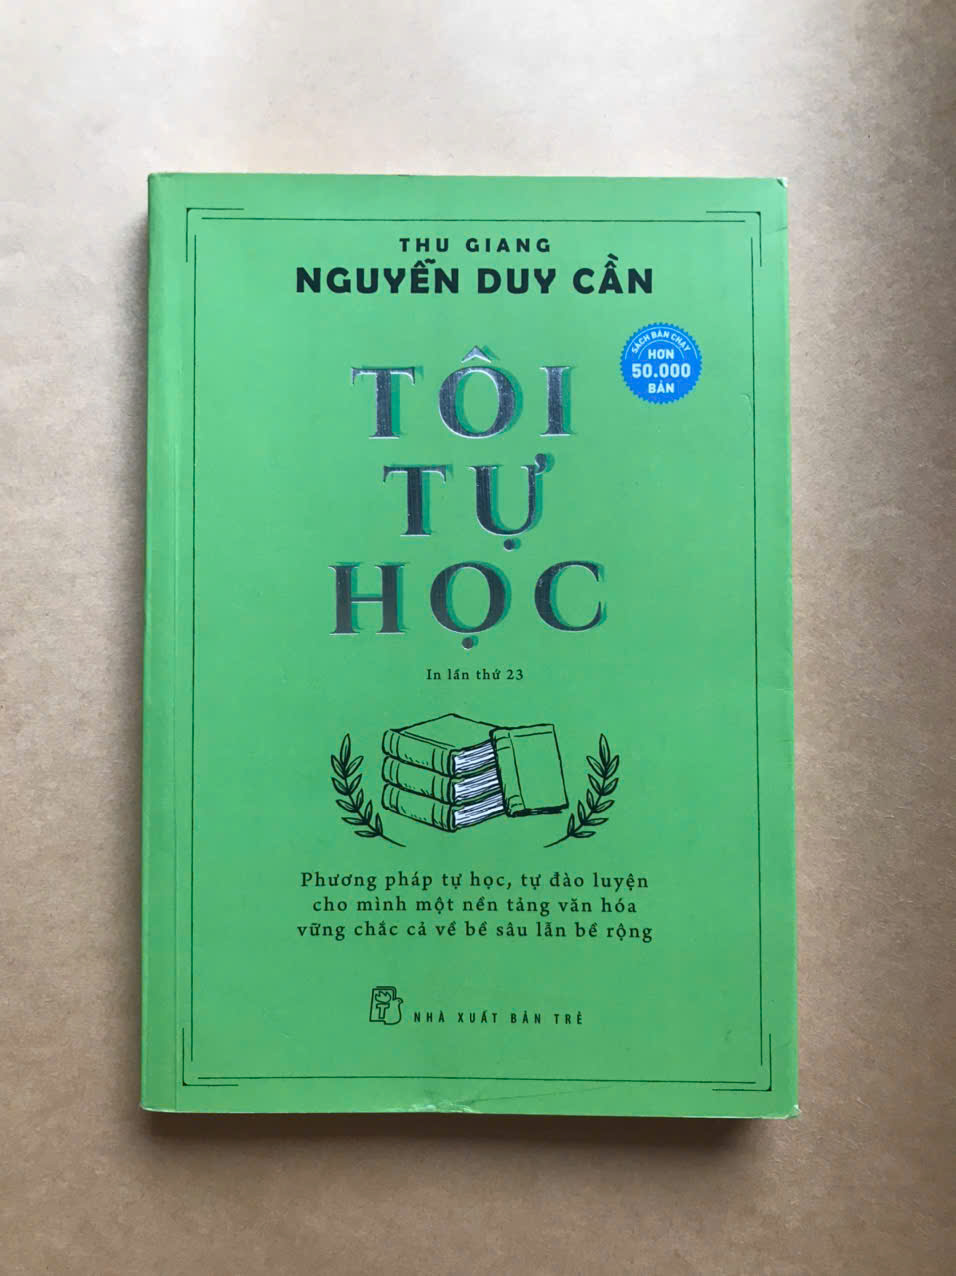 THU GIANG
NGUYỄN DUY CẦN
SÁCH BÁN CHẠY
HƠN
50.000
BẢN
TÔI
TỰ
HỌC
In lần thứ 23
Phương pháp tự học, tự đào luyện
cho mình một nền tảng văn hóa
vững chắc cả về bề sâu lẫn bề rộng
T
NHÀ XUẤT BẢN TRẺ